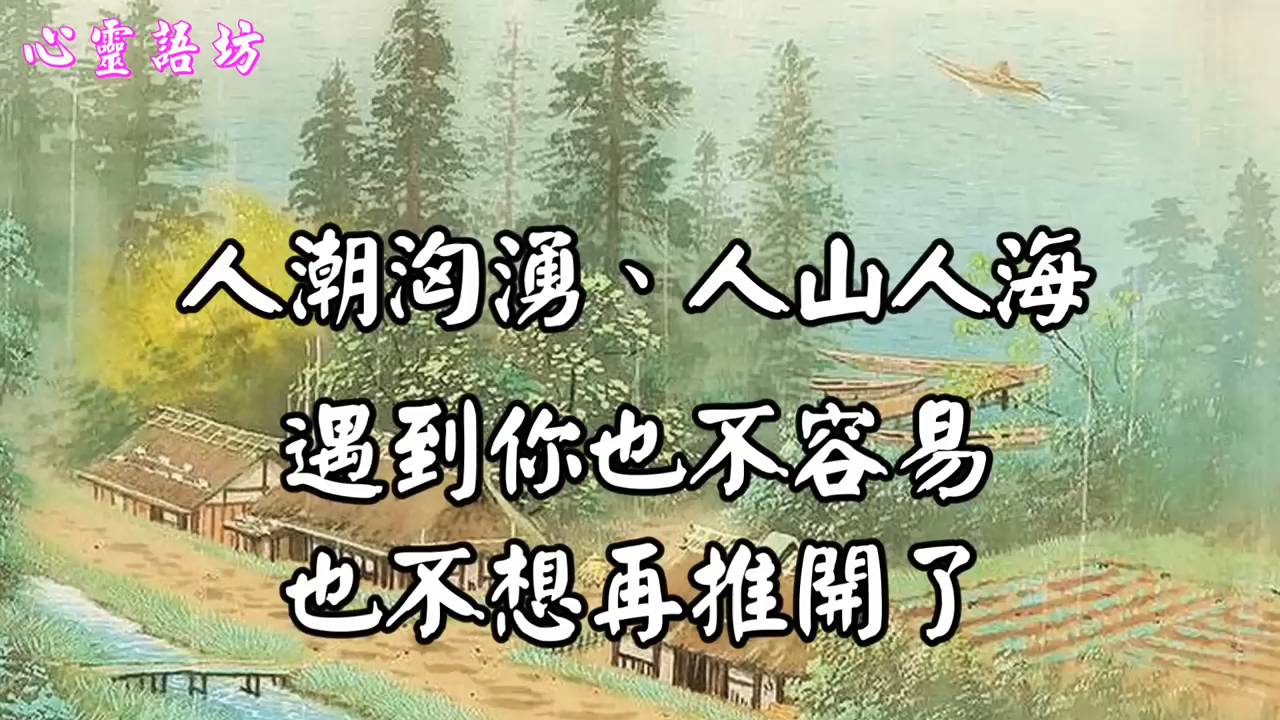 心靈語坊
人潮洶湧、人山人海
遇到你也不容易
也不想再推開了